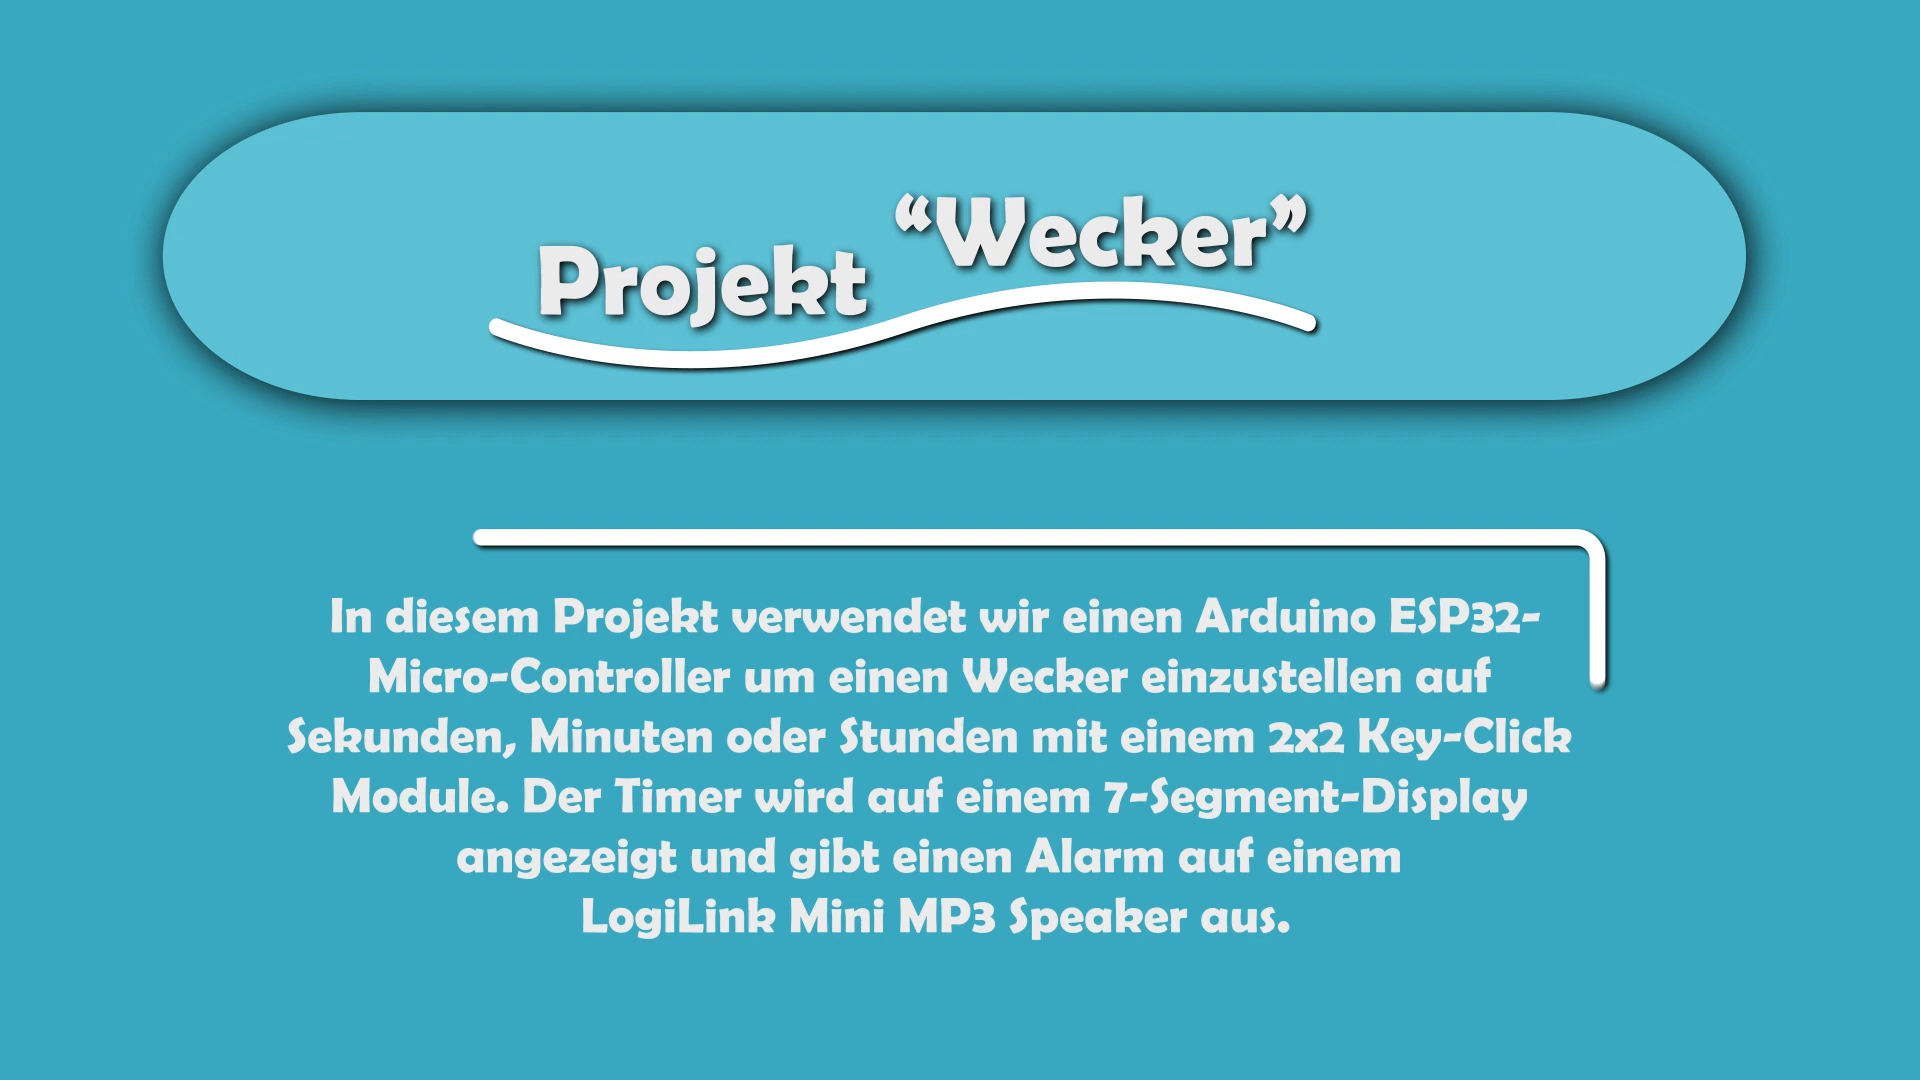 Projekt “Wecker”
In diesem Projekt verwendet wir einen Arduino ESP32-
Micro-Controller um einen Wecker einzustellen auf
Sekunden, Minuten oder Stunden mit einem 2x2 Key-Click
Module. Der Timer wird auf einem 7-Segment-Display
angezeigt und gibt einen Alarm auf einem
LogiLink Mini MP3 Speaker aus.